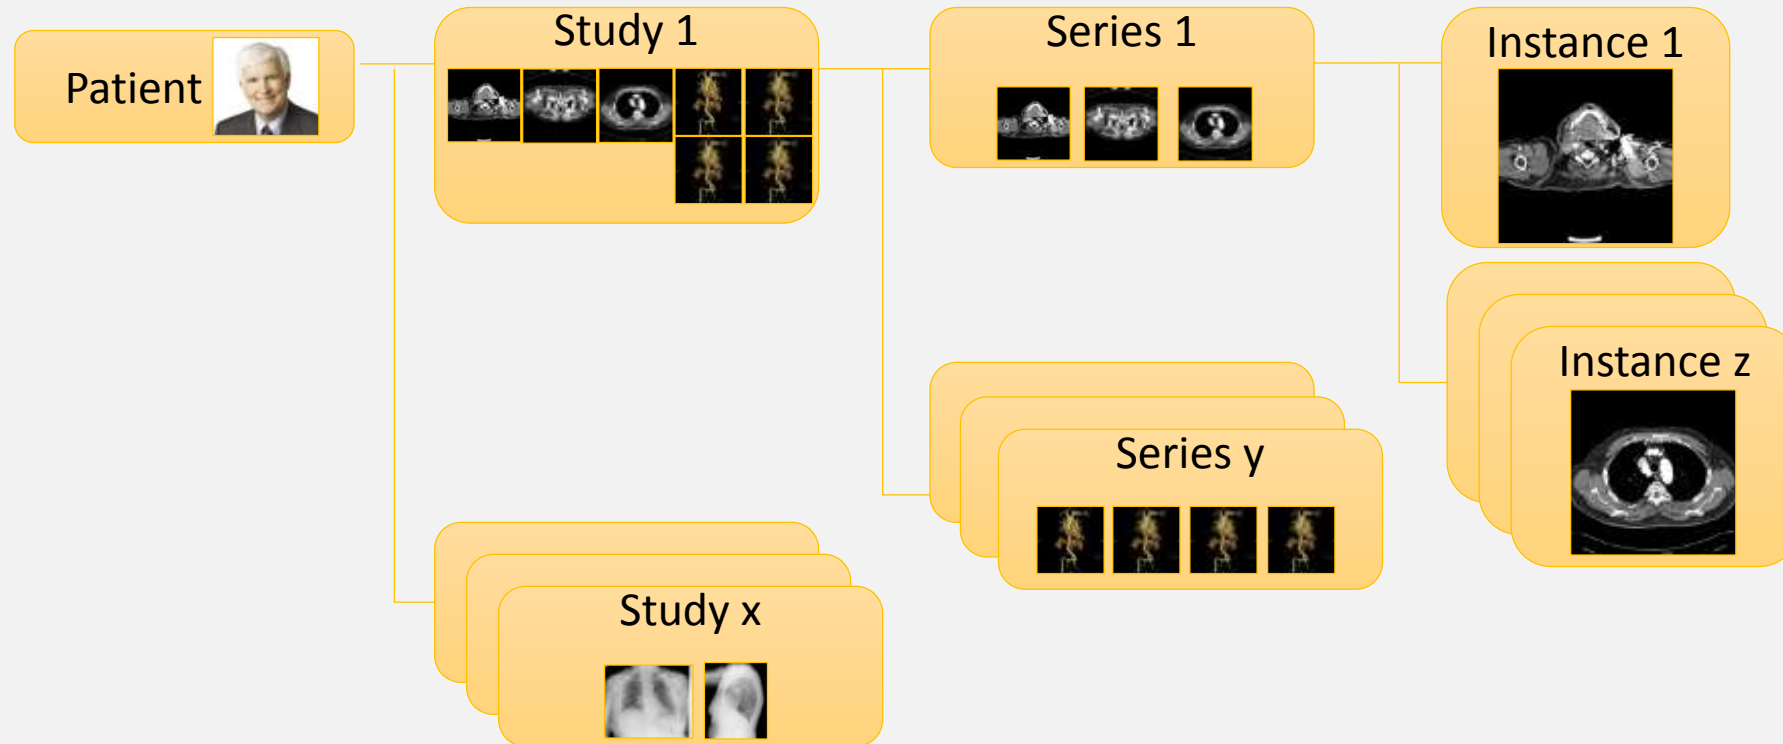 Patient
Study 1
Series 1
Instance 1
Instance z
Series y
Study x